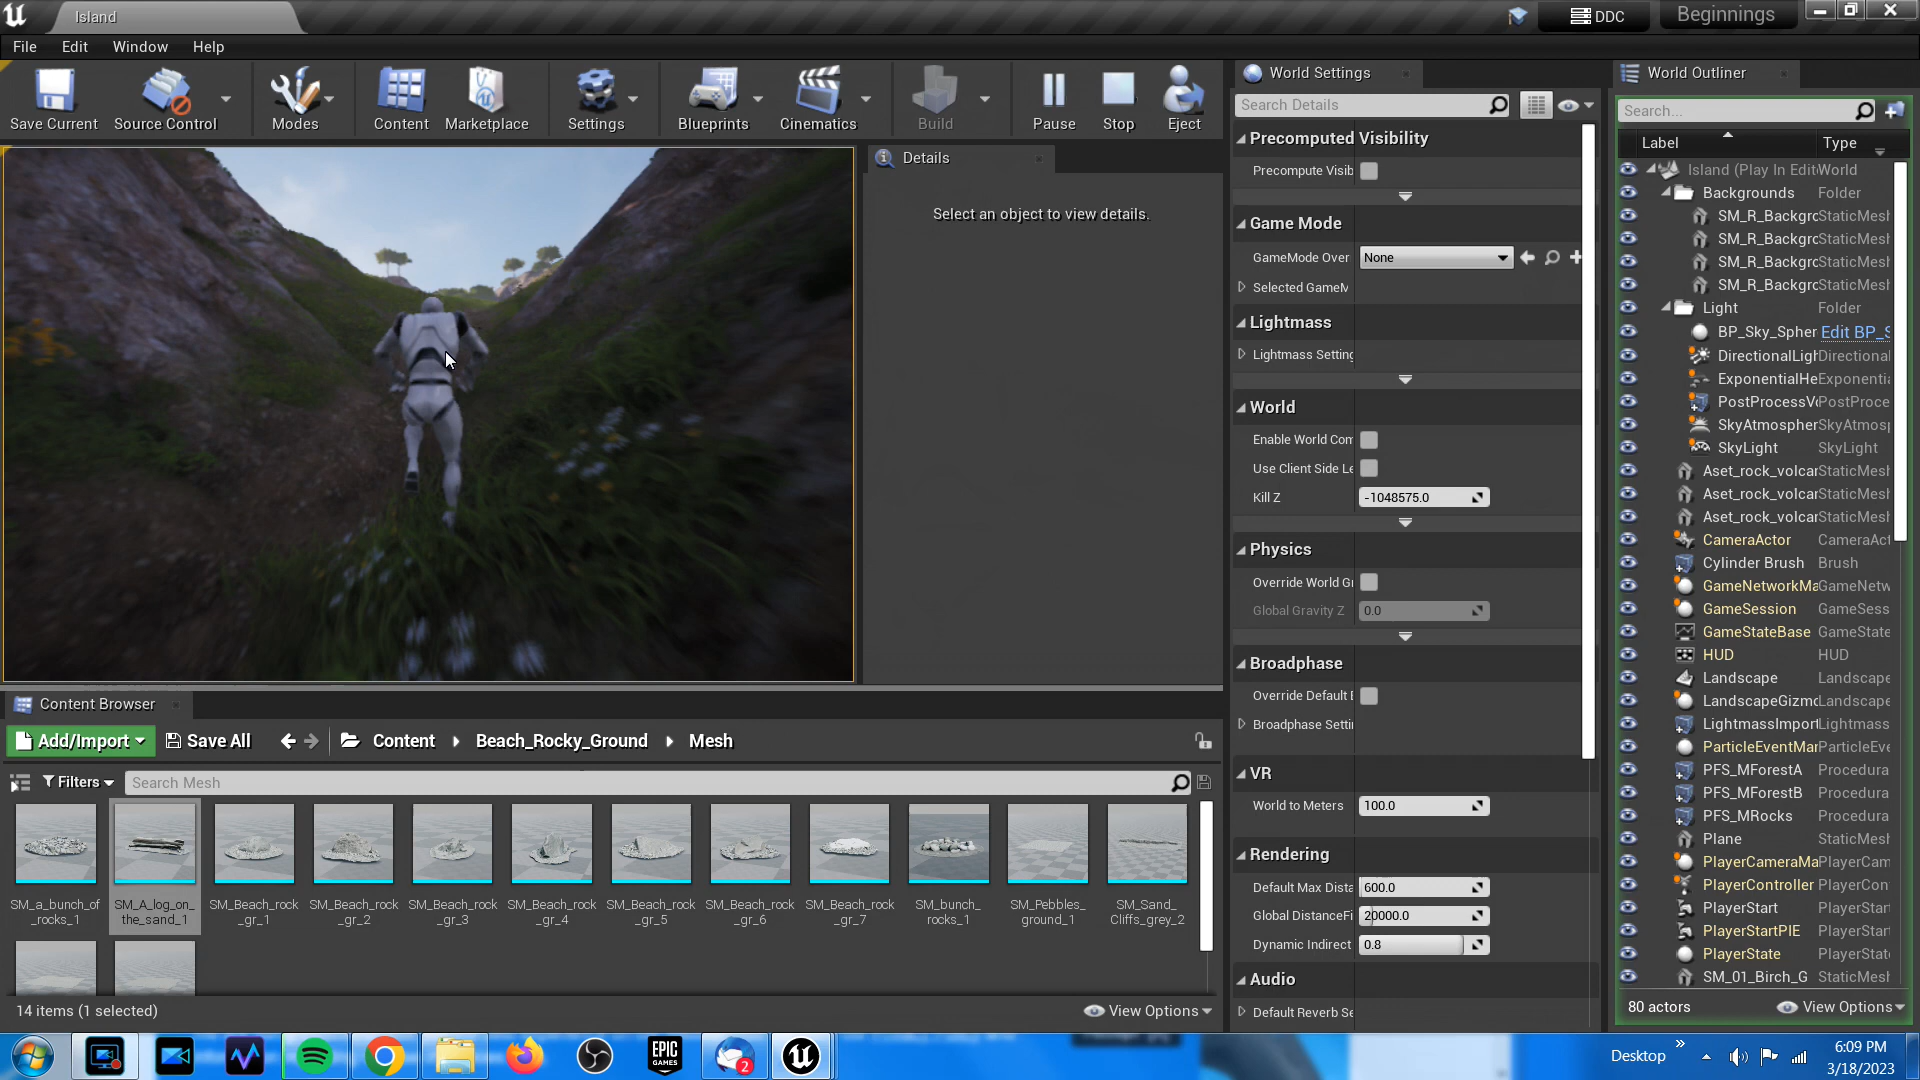 Island
DDC
Beginnings
File Edit Window Help
Save Current
Source Control
Modes
Content
Marketplace
Settings
Blueprints
Cinematics
Build
Pause
Stop
Eject
Details
Select an object to view details.
World Settings
Search Details
Precomputed Visibility
Precompute Visib
Game Mode
GameMode Over None
Selected GameM
Lightmass
Lightmass Setting
World
Enable World Com
Use Client Side Le
Kill Z -1048575.0
Physics
Override World Gr
Global Gravity Z 0.0
Broadphase
Override Default B
Broadphase Setti
VR
World to Meters 100.0
Rendering
Default Max Dista 600.0
Global DistanceFi 20000.0
Dynamic Indirect 0.8
Audio
Default Reverb Se
World Outliner
Search...
Label Type
Island (Play In Edit World
Backgrounds Folder
SM_R_Backgro StaticMesh
SM_R_Backgro StaticMesh
SM_R_Backgro StaticMesh
SM_R_Backgro StaticMesh
Light Folder
BP_Sky_Spher Edit BP_S
DirectionalLigh Directional
ExponentialHe Exponentia
PostProcessVo PostProce
SkyAtmospher SkyAtmosp
SkyLight SkyLight
Aset_rock_volcar StaticMesh
Aset_rock_volcar StaticMesh
Aset_rock_volcar StaticMesh
CameraActor CameraAct
Cylinder Brush Brush
GameNetworkMa GameNetw
GameSession GameSess
GameStateBase GameState
HUD HUD
Landscape Landscape
LandscapeGizmo Landscape
LightmassImport Lightmass
ParticleEventMar ParticleEve
PFS_MForestA Procedura
PFS_MForestB Procedura
PFS_MRocks Procedura
Plane StaticMesh
PlayerCameraMa PlayerCam
PlayerController PlayerCon
PlayerStart PlayerStart
PlayerStartPIE PlayerStart
PlayerState PlayerState
SM_01_Birch_G StaticMesh
80 actors View Options
Content Browser
Add/Import Save All Content Beach_Rocky_Ground Mesh
Filters Search Mesh
SM_a_bunch_of
_rocks_1
SM_A_log_on_
the_sand_1
SM_Beach_rock
_gr_1
SM_Beach_rock
_gr_2
SM_Beach_rock
_gr_3
SM_Beach_rock
_gr_4
SM_Beach_rock
_gr_5
SM_Beach_rock
_gr_6
SM_Beach_rock
_gr_7
SM_bunch_
rocks_1
SM_Pebbles_
ground_1
SM_Sand_
Cliffs_grey_2
14 items (1 selected) View Options
EPIC
GAMES
2
Desktop
6:09 PM
3/18/2023